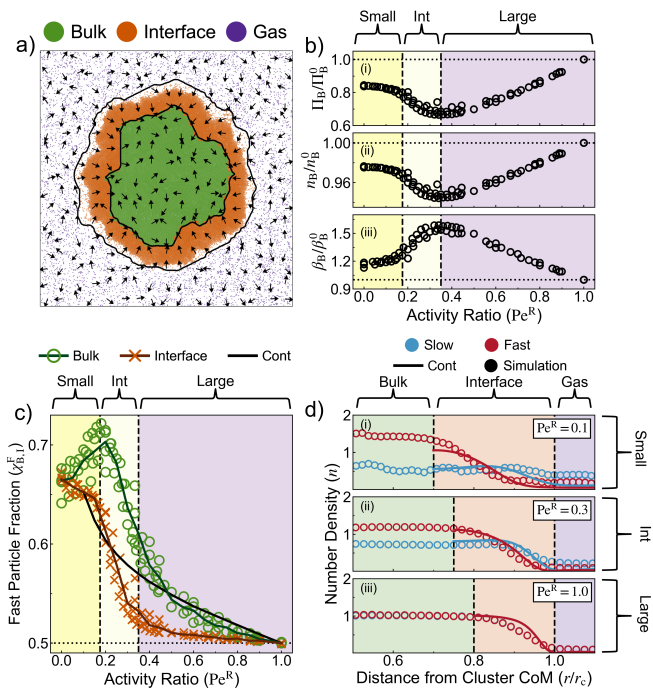 a)
Bulk Interface Gas
b)
Small Int Large
(i)
Π_B/Π_B^0
1.0
0.8
0.6
(ii)
n_B/n_B^0
1.00
0.96
(iii)
β_B/β_B^0
1.5
1.2
0.9
0.0 0.2 0.4 0.6 0.8 1.0
Activity Ratio (Pe^R)
Bulk Interface Cont
c)
Small Int Large
Fast Particle Fraction (χ_{B,I}^F)
0.7
0.6
0.5
0.0 0.2 0.4 0.6 0.8 1.0
Activity Ratio (Pe^R)
Slow Fast
Cont Simulation
d)
Bulk Interface Gas
Number Density (n)
(i)
Pe^R = 0.1
2
1
0
Small
(ii)
Pe^R = 0.3
2
1
0
Int
(iii)
Pe^R = 1.0
2
1
0
Large
0.6 0.8 1.0
Distance from Cluster CoM (r/r_c)